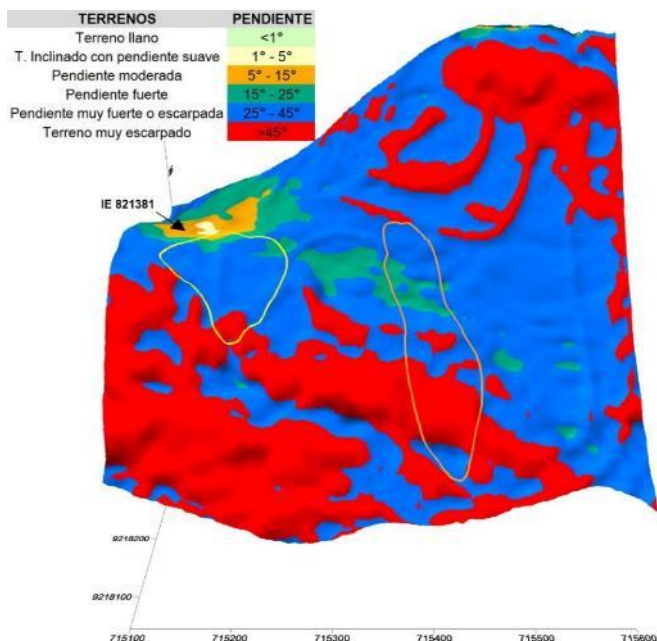 TERRENOS PENDIENTE
Terreno llano <1°
T. Inclinado con pendiente suave 1° - 5°
Pendiente moderada 5° - 15°
Pendiente fuerte 15° - 25°
Pendiente muy fuerte o escarpada 25° - 45°
Terreno muy escarpado >45°
IE 821381
9218200
9218100
715100 715200 715300 715400 715500 715600